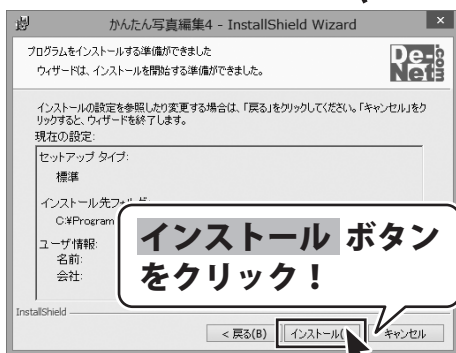 かんたん写真編集4 - InstallShield Wizard
プログラムをインストールする準備ができました
ウィザードは、インストールを開始する準備ができました。
De-Net.com
インストールの設定を参照したり変更する場合は、「戻る」をクリックしてください。「キャンセル」をク
リックすると、ウィザードを終了します。
現在の設定:
セットアップ タイプ:
標準
インストール先フォルダ:
C:¥Program
ユーザ情報:
名前:
会社:
インストール ボタン
をクリック！
InstallShield
< 戻る(B)
インストール(
キャンセル